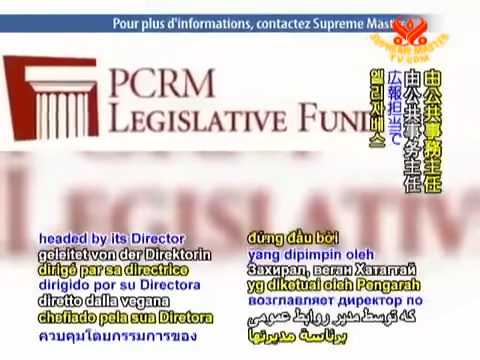 Pour plus d'informations, contactez Supreme Master
SUPREME MASTER
TV.COM
PCRM
LEGISLATIVE FUND
由公共事務主任
由公共事务主任
広報担当で
엘리자베스
LEGISLATIVE
headed by its Director
geleitet von der Direktorin
dirigé par sa directrice
dirigido por su Directora
diretto dalla vegana
chefiado pela sua Diretora
ควบคุมโดยกรรมการของ
đứng đầu bởi
yang dipimpin oleh
Захирал, веган Хатагтай
yg diketuai oleh Pengarah
возглавляет директор по
که توسط مدیر روابط عمومی
برئاسة مديرتها